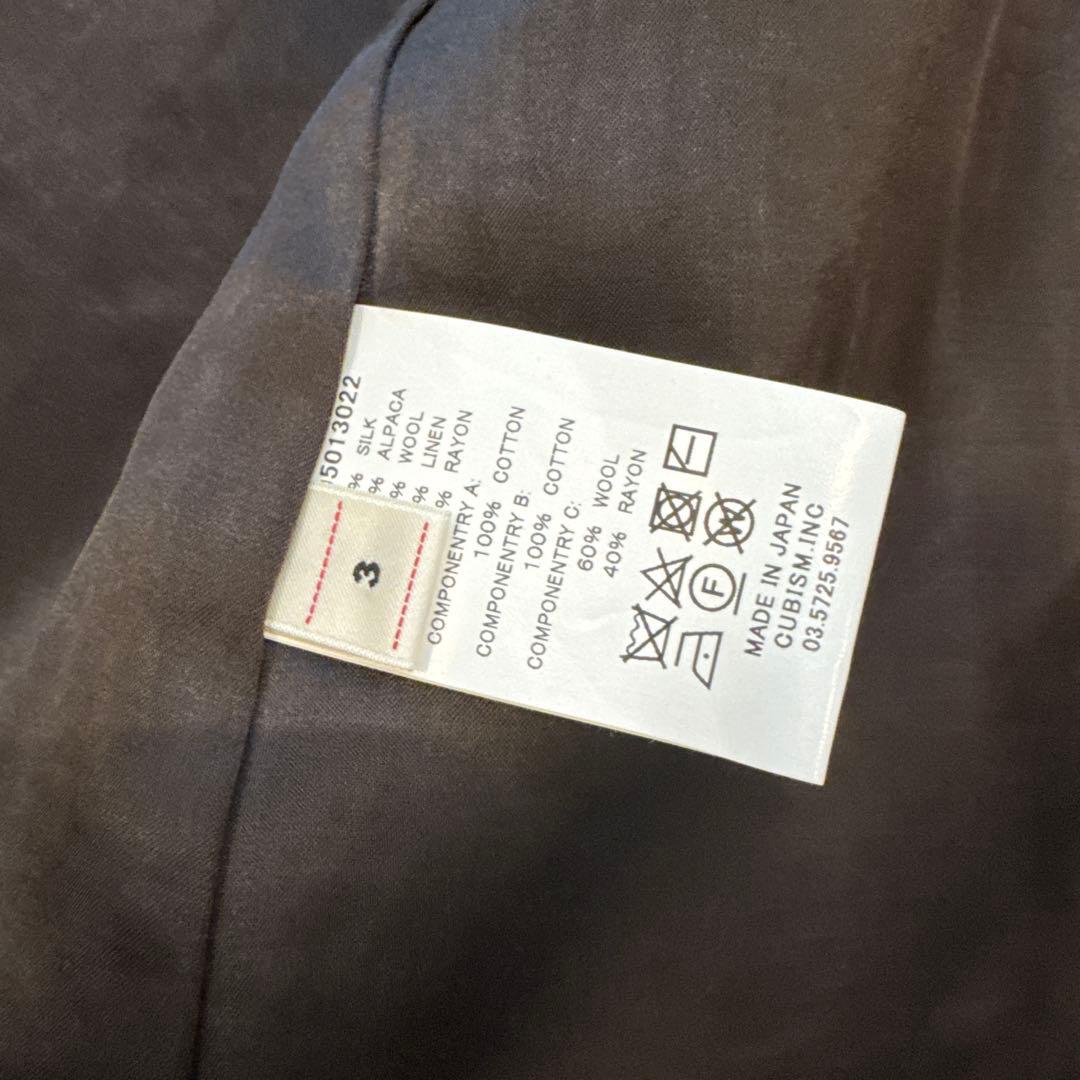 15013022
% SILK
% ALPACA
% WOOL
% LINEN
% RAYON
COMPONENTRY A:
100% COTTON
COMPONENTRY B:
100% COTTON
COMPONENTRY C:
60% WOOL
40% RAYON
F W
MADE IN JAPAN
CUBISM.INC
03.5725.9567
3